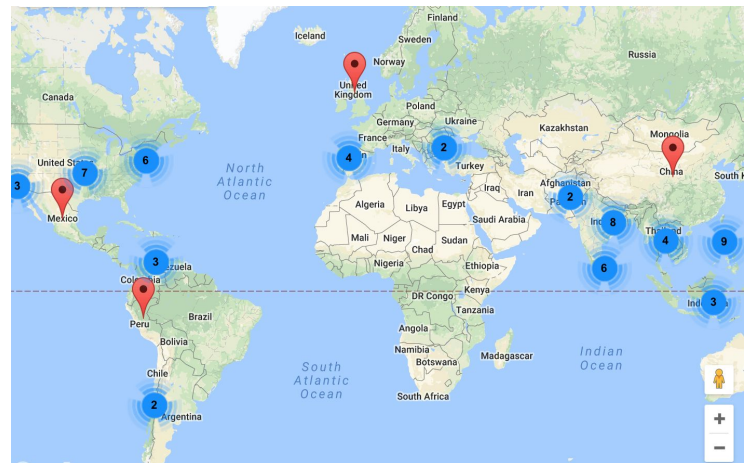 Finland
Iceland
Sweden
Norway
Russia
United
Kingdom
Canada
Poland
Germany
Ukraine
Kazakhstan
Mongolia
France
Italy
Turkey
4
2
United States
6
7
3
China
South K
North
Atlantic
Ocean
Iraq
Iran
Afghanistan
2
Algeria
Libya
Egypt
Saudi Arabia
Mexico
8
Mali
Niger
Chad
Sudan
Thailand
4
9
3
Nigeria
Ethiopia
6
DR Congo
Kenya
Tanzania
3
Peru
Brazil
Bolivia
Angola
Namibia
Botswana
Madagascar
Indian
Ocean
South
Atlantic
Ocean
Chile
2
Argentina
South Africa
+
−